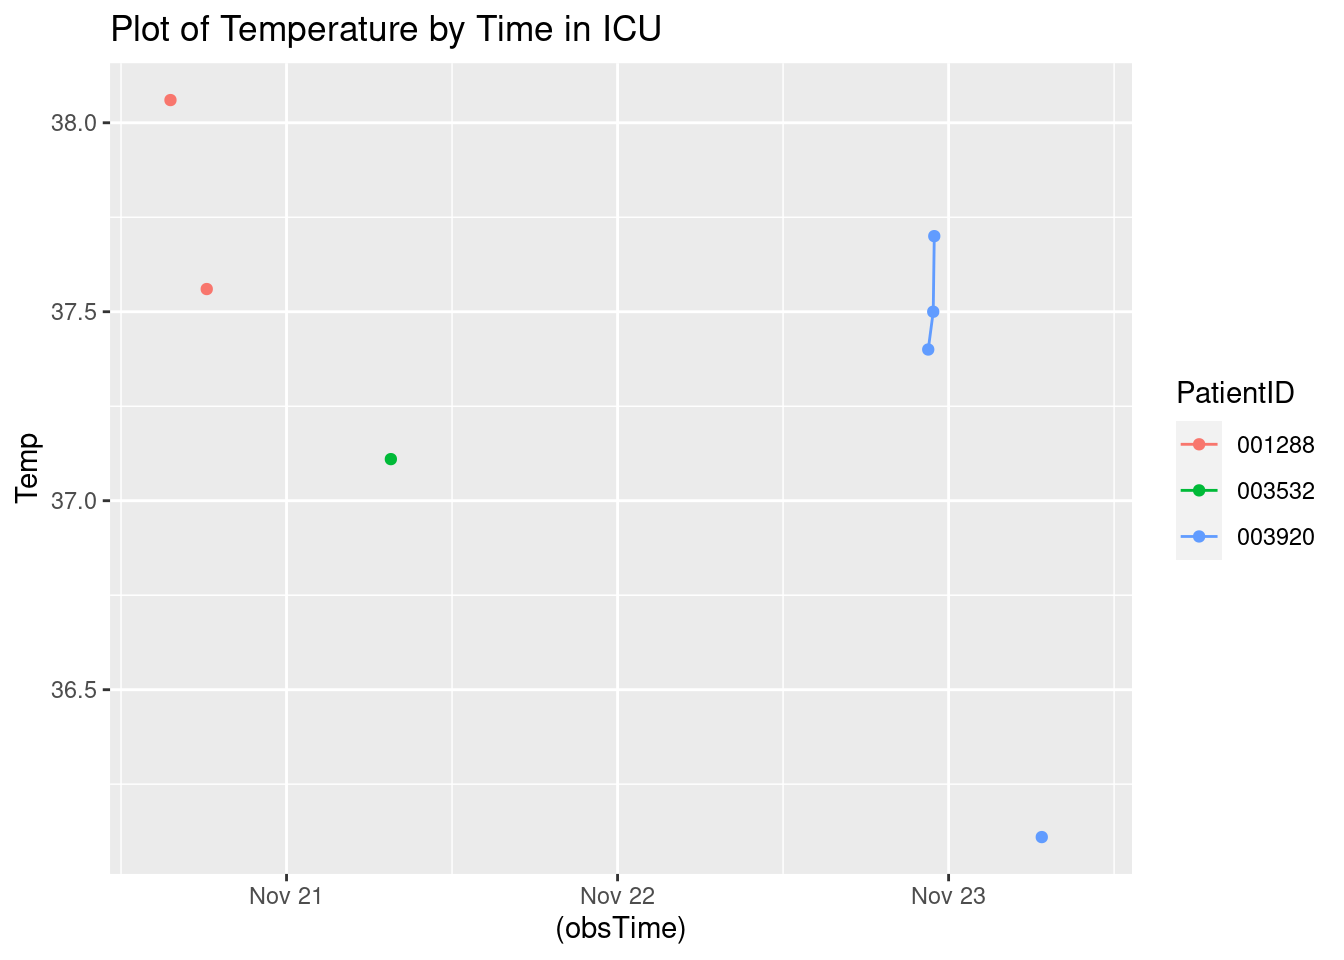 Plot of Temperature by Time in ICU
38.0
37.5
37.0
36.5
Temp
Nov 21
Nov 22
Nov 23
(obsTime)
PatientID
001288
003532
003920